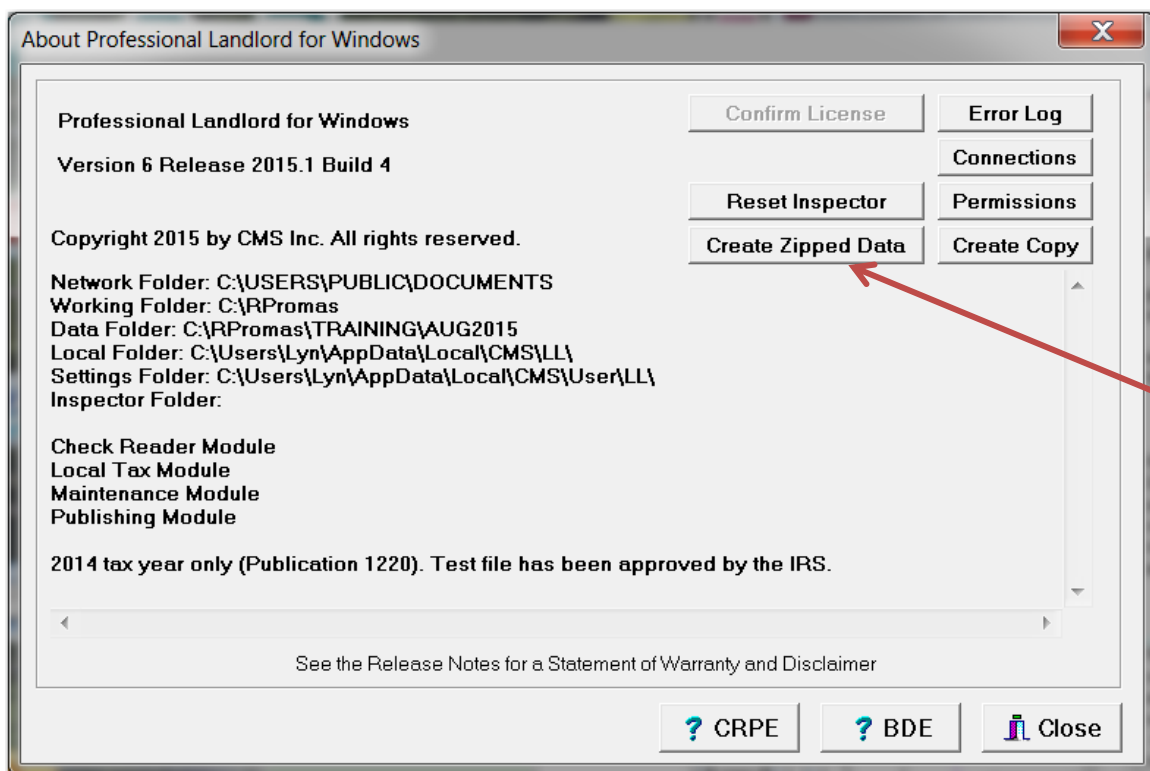 About Professional Landlord for Windows
X
Professional Landlord for Windows
Version 6 Release 2015.1 Build 4
Confirm License
Error Log
Connections
Reset Inspector
Permissions
Create Zipped Data
Create Copy
Copyright 2015 by CMS Inc. All rights reserved.
Network Folder: C:\USERS\PUBLIC\DOCUMENTS
Working Folder: C:\RPromas
Data Folder: C:\RPromas\TRAINING\AUG2015
Local Folder: C:\Users\Lyn\AppData\Local\CMS\LL\
Settings Folder: C:\Users\Lyn\AppData\Local\CMS\User\LL\
Inspector Folder:
Check Reader Module
Local Tax Module
Maintenance Module
Publishing Module
2014 tax year only (Publication 1220). Test file has been approved by the IRS.
See the Release Notes for a Statement of Warranty and Disclaimer
? CRPE
? BDE
Close